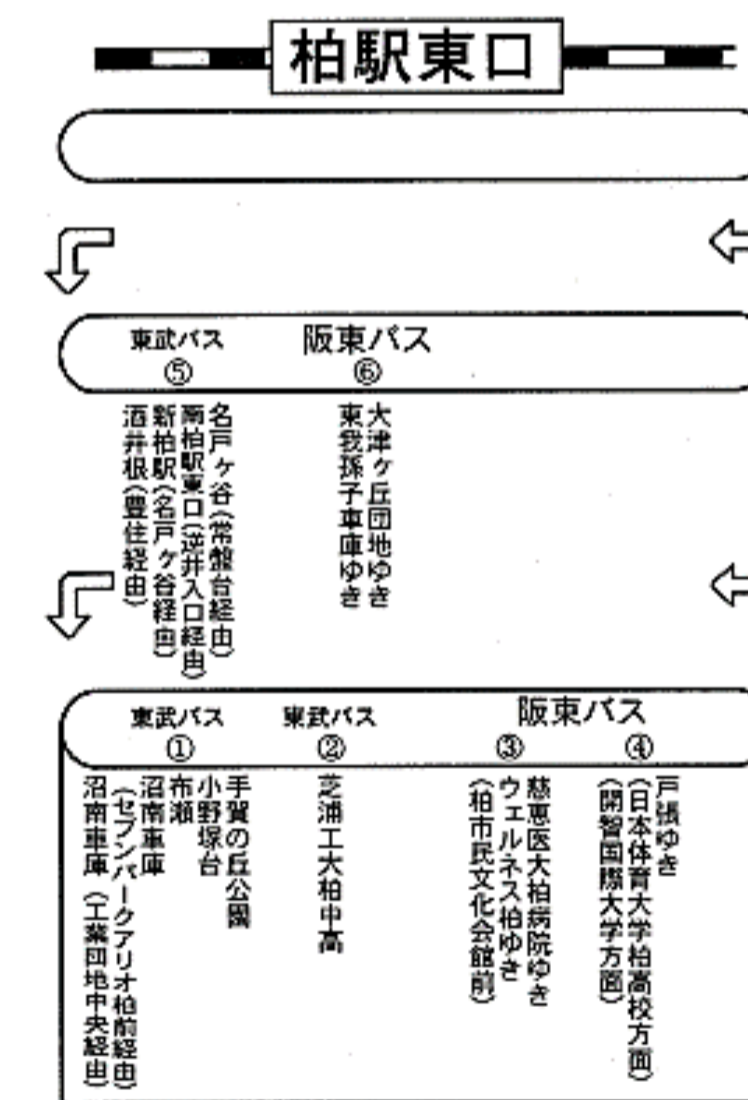 柏駅東口
東武バス
⑤
名戸ヶ谷(常盤台経由)
南柏駅東口(逆井入口経由)
新柏駅(名戸ヶ谷経由)
酒井根(豊住経由)
阪東バス
⑥
大津ヶ丘団地ゆき
東我孫子車庫ゆき
東武バス
①
手賀の丘公園
小野塚台
布瀬
沼南車庫
(セブンパークアリオ柏前経由)
沼南車庫(工業団地中央経由)
東武バス
②
芝浦工大柏中高
阪東バス
③
慈恵医大柏病院ゆき
ウェルネス柏ゆき
(柏市民文化会館前)
④
戸張ゆき
(日本体育大学柏高校方面)
(開智国際大学方面)